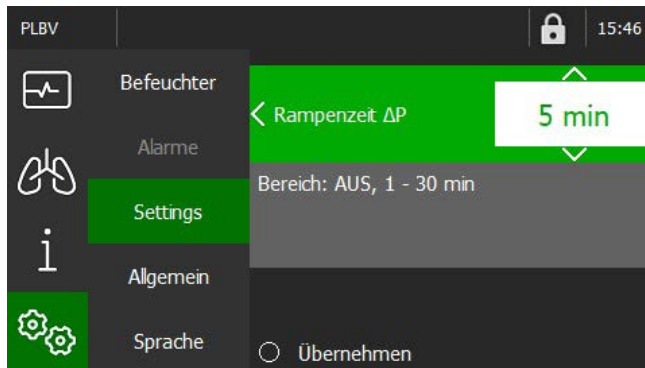 PLBV
15:46
Befeuchter
Alarme
Settings
Allgemein
Sprache
Rampenzeit ΔP
5 min
Bereich: AUS, 1 - 30 min
Übernehmen